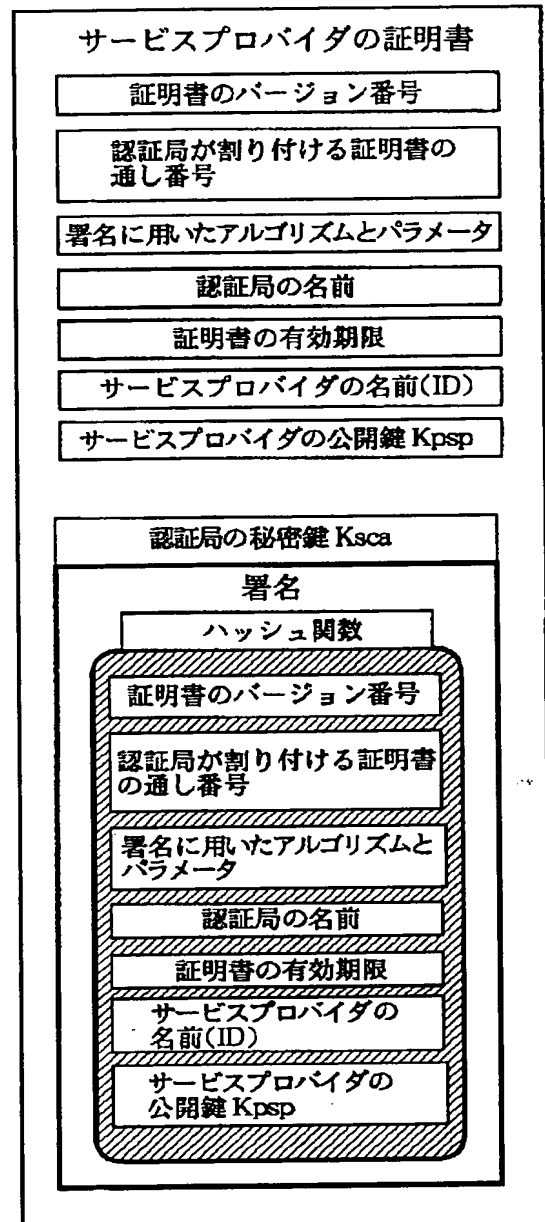 サービスプロバイダの証明書
証明書のバージョン番号
認証局が割り付ける証明書の
通し番号
署名に用いたアルゴリズムとパラメータ
認証局の名前
証明書の有効期限
サービスプロバイダの名前(ID)
サービスプロバイダの公開鍵 Kpsp
認証局の秘密鍵 Ksca
署名
ハッシュ関数
証明書のバージョン番号
認証局が割り付ける証明書
の通し番号
署名に用いたアルゴリズムと
パラメータ
認証局の名前
証明書の有効期限
サービスプロバイダの
名前(ID)
サービスプロバイダの
公開鍵 Kpsp